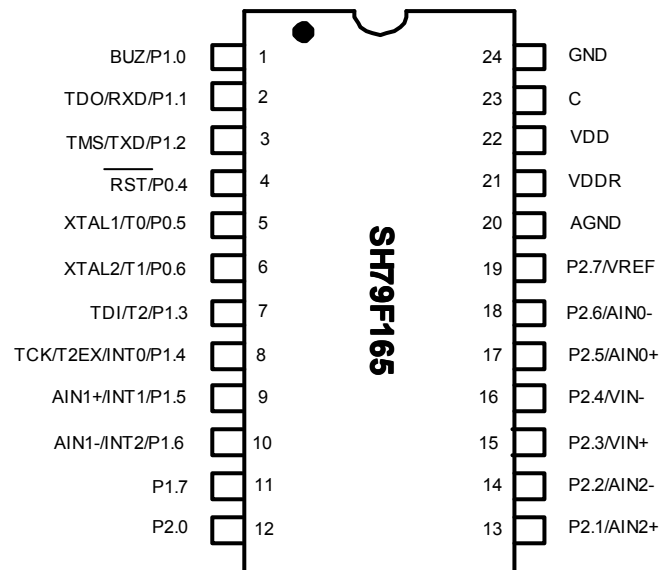 BUZ/P1.0 1 24 GND
TDO/RXD/P1.1 2 23 C
TMS/TXD/P1.2 3 22 VDD
RST/P0.4 4 21 VDDR
XTAL1/T0/P0.5 5 20 AGND
XTAL2/T1/P0.6 6 19 P2.7/VREF
TDI/T2/P1.3 7 18 P2.6/AIN0-
TCK/T2EX/INT0/P1.4 8 17 P2.5/AIN0+
AIN1+/INT1/P1.5 9 16 P2.4/VIN-
AIN1-/INT2/P1.6 10 15 P2.3/VIN+
P1.7 11 14 P2.2/AIN2-
P2.0 12 13 P2.1/AIN2+
SH79F165